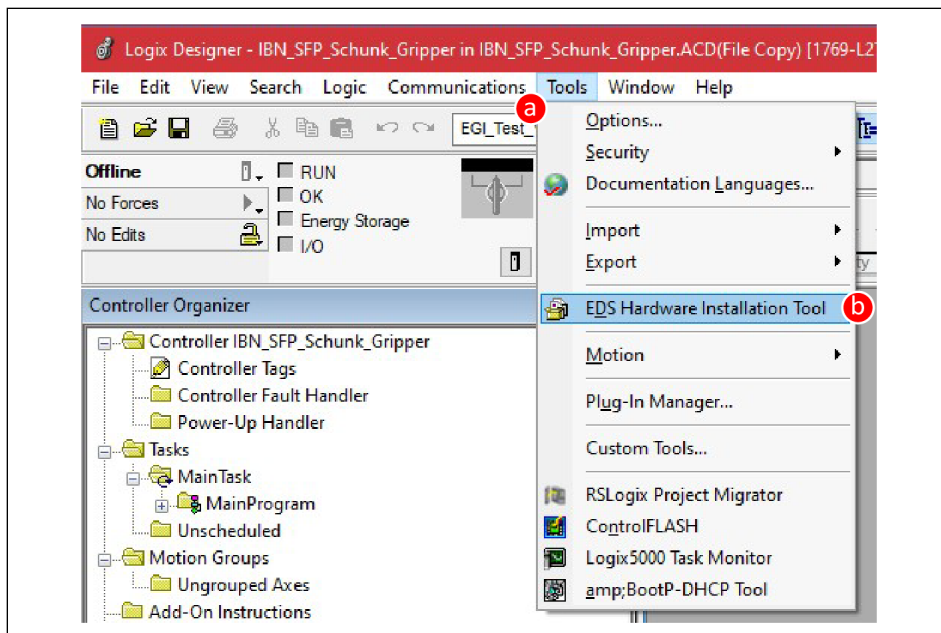 Logix Designer - IBN_SFP_Schunk_Gripper in IBN_SFP_Schunk_Gripper.ACD(File Copy) [1769-L27
File Edit View Search Logic Communications Tools Window Help
a
EGI_Test_
Offline
RUN
No Forces
OK
Energy Storage
No Edits
I/O
Controller Organizer
Controller IBN_SFP_Schunk_Gripper
Controller Tags
Controller Fault Handler
Power-Up Handler
Tasks
MainTask
MainProgram
Unscheduled
Motion Groups
Ungrouped Axes
Add-On Instructions
Options...
Security
Documentation Languages...
Import
Export
EDS Hardware Installation Tool
b
Motion
Plug-In Manager...
Custom Tools...
RSLogix Project Migrator
ControlFLASH
Logix5000 Task Monitor
amp;BootP-DHCP Tool
ty